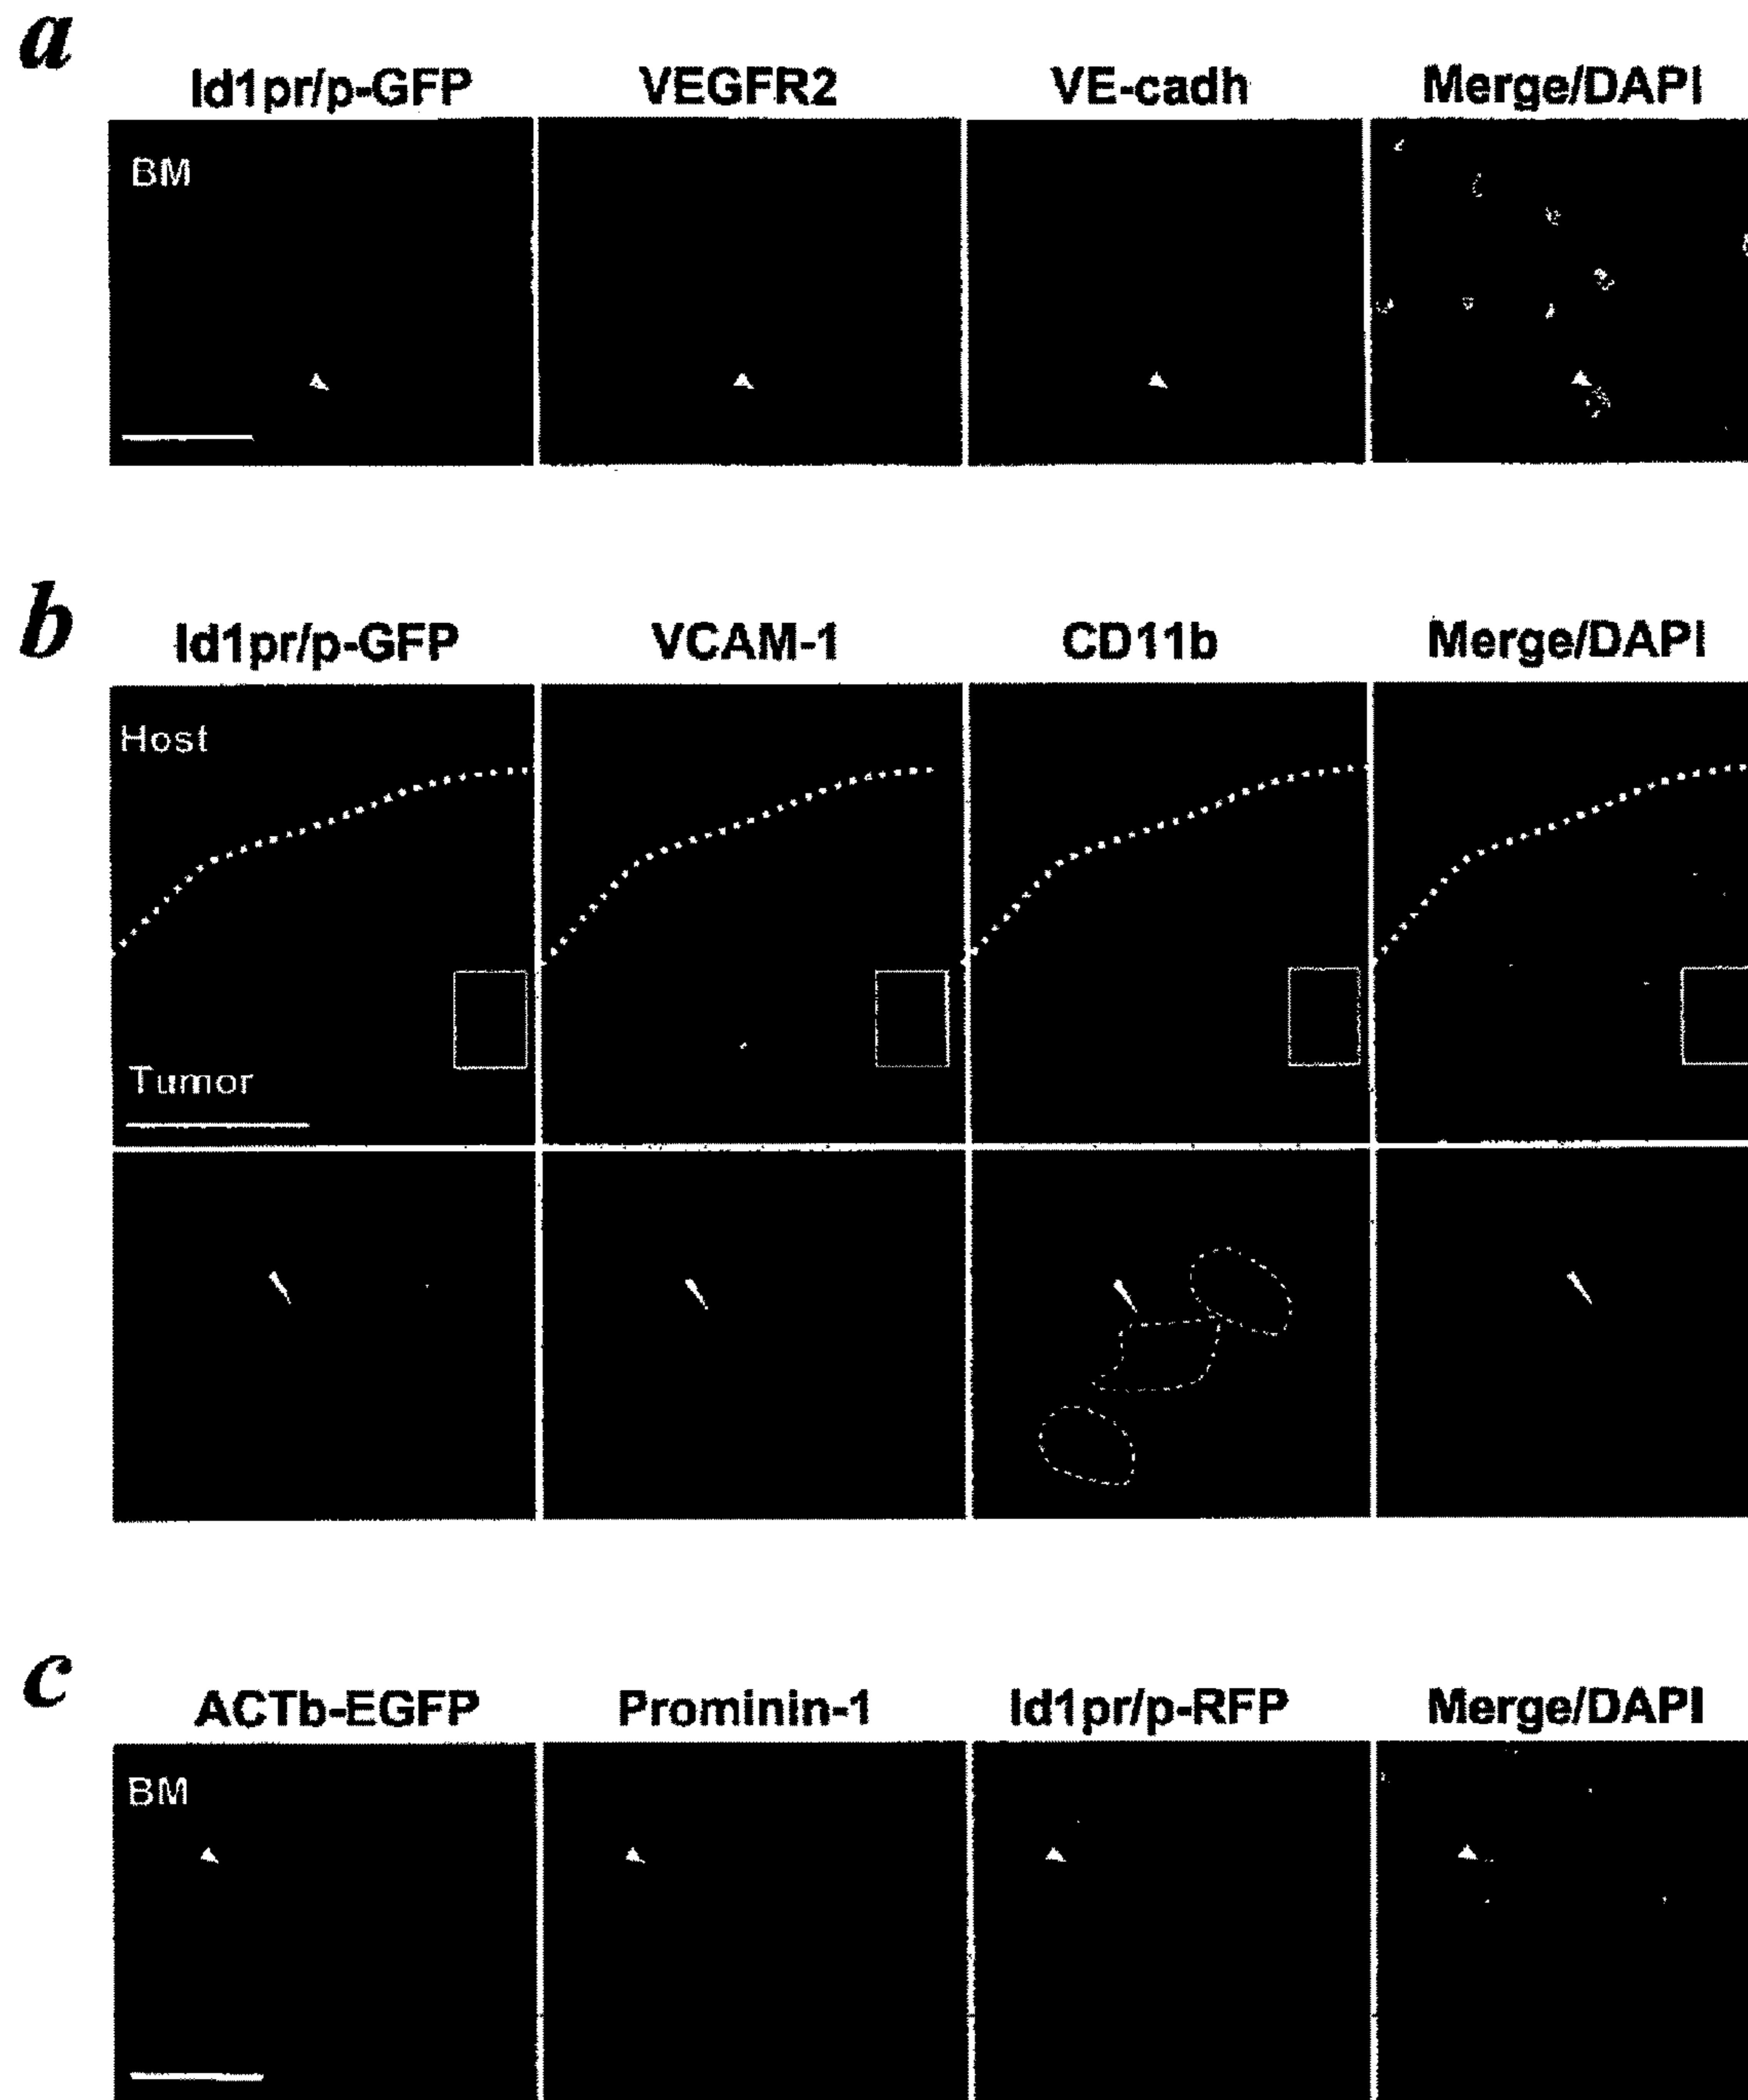 a
Id1pr/p-GFP VEGFR2 VE-cadh Merge/DAPI
BM
b
Id1pr/p-GFP VCAM-1 CD11b Merge/DAPI
Host
Tumor
c
ACTb-EGFP Prominin-1 Id1pr/p-RFP Merge/DAPI
BM